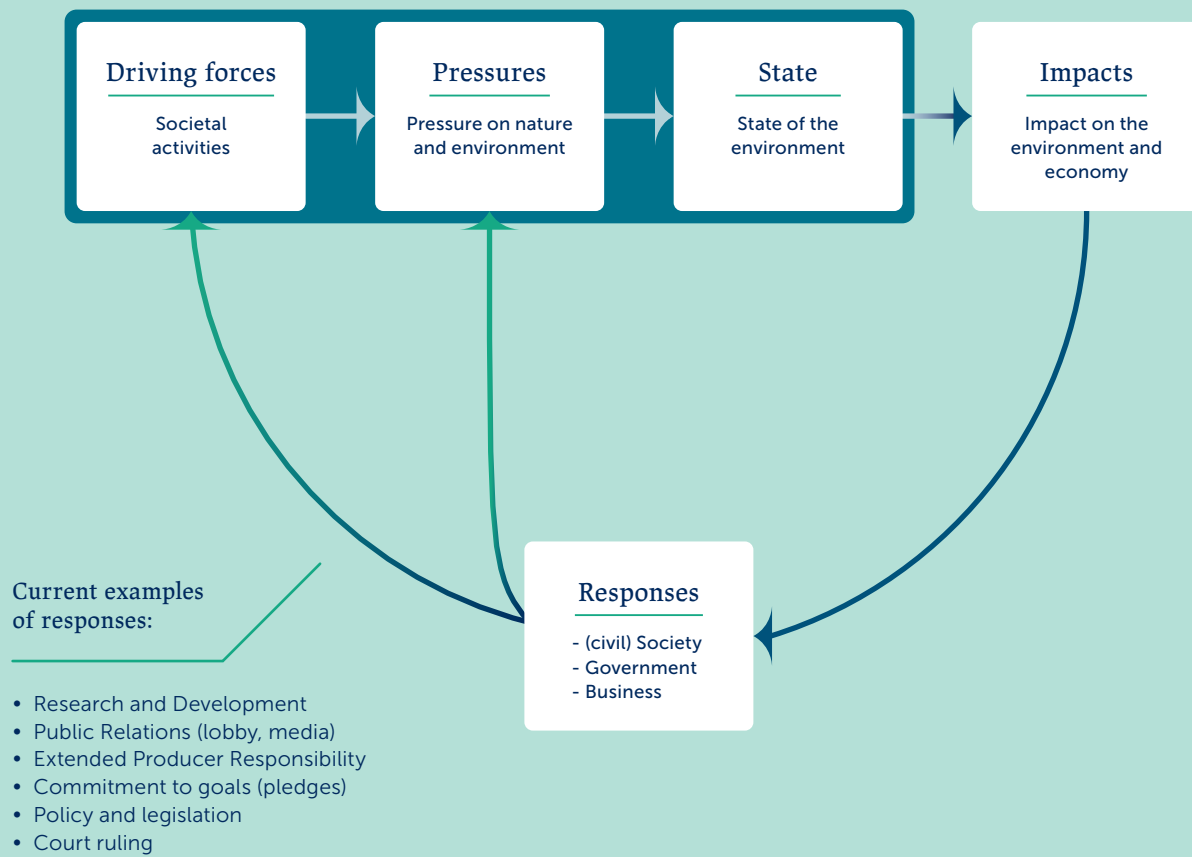 Driving forces
Societal
activities
Pressures
Pressure on nature
and environment
State
State of the
environment
Impacts
Impact on the
environment and
economy
Responses
- (civil) Society
- Government
- Business
Current examples
of responses:
• Research and Development
• Public Relations (lobby, media)
• Extended Producer Responsibility
• Commitment to goals (pledges)
• Policy and legislation
• Court ruling